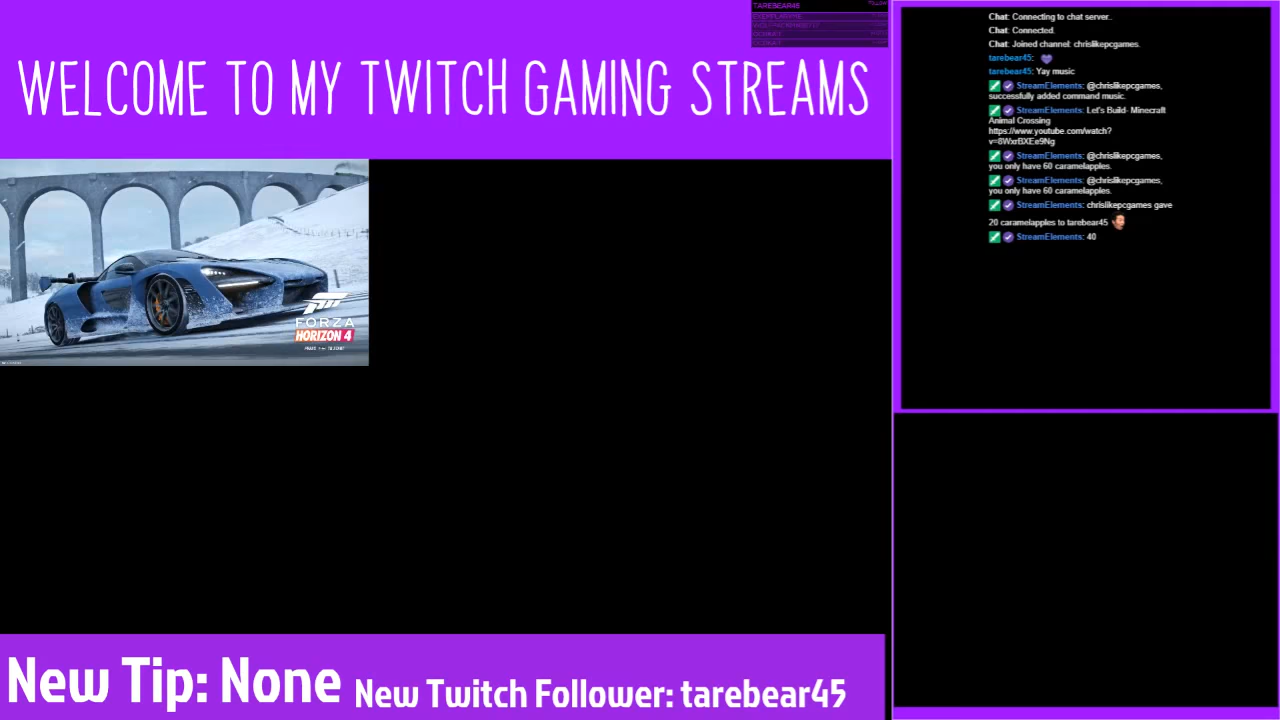 TAREBEAR45
FOLLOW
WELCOME TO MY TWITCH GAMING STREAMS
FORZA
HORIZON 4
New Tip: None
New Twitch Follower: tarebear45
Chat: Connecting to chat server..
Chat: Connected.
Chat: Joined channel: chrislikepcgames.
tarebear45:
tarebear45: Yay music
StreamElements: @chrislikepcgames,
successfully added command music.
StreamElements: Let's Build- Minecraft
Animal Crossing
https://www.youtube.com/watch?
v=8WxrBXEe9Ng
StreamElements: @chrislikepcgames,
you only have 60 caramelapples.
StreamElements: @chrislikepcgames,
you only have 60 caramelapples.
StreamElements: chrislikepcgames gave
20 caramelapples to tarebear45
StreamElements: 40